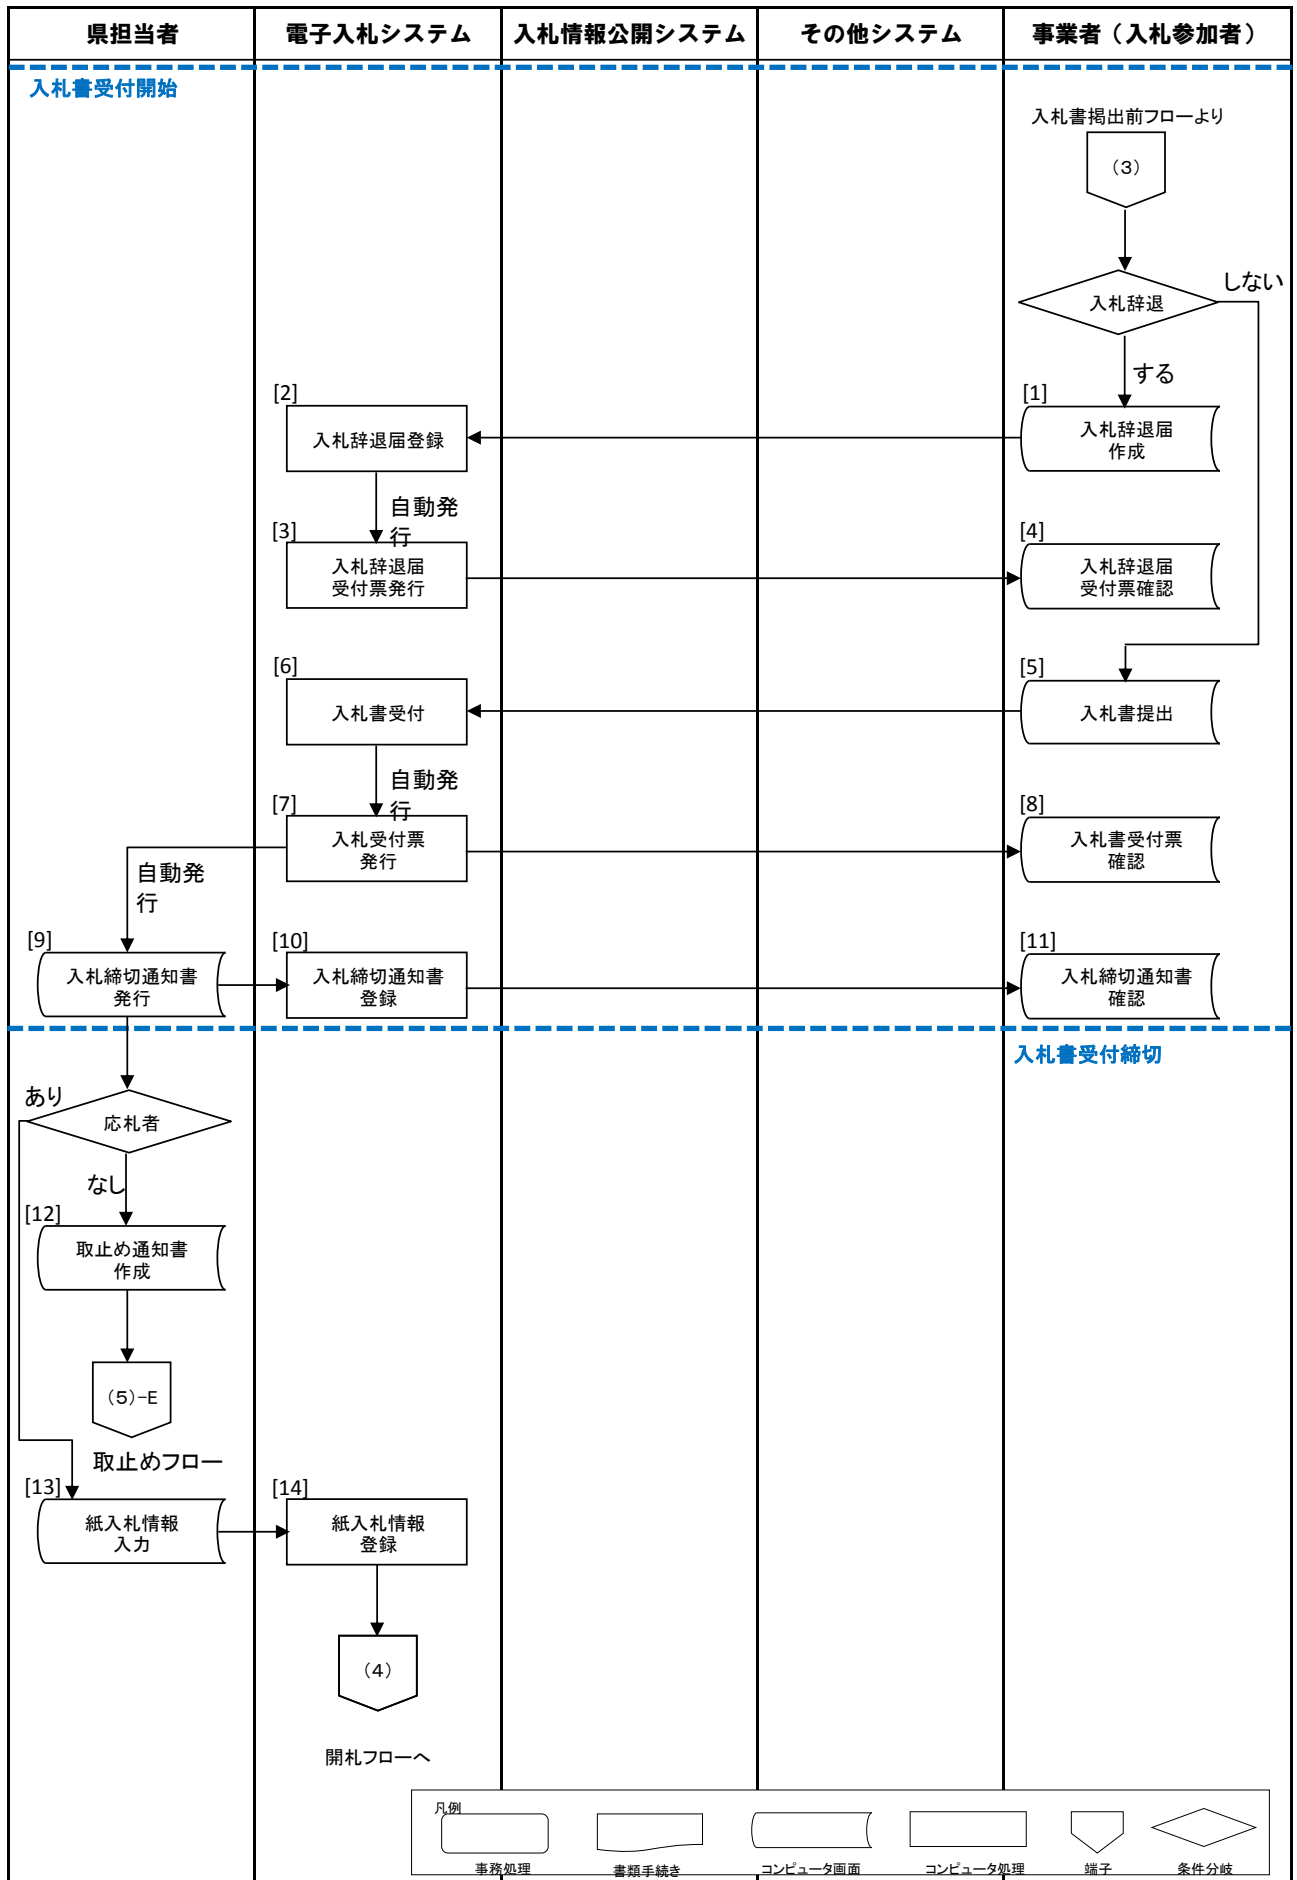 県担当者
電子入札システム
入札情報公開システム
その他システム
事業者（入札参加者）
入札書受付開始
入札書掲出前フローより
（3）
しない
入札辞退
する
[1]
入札辞退届
作成
[2]
入札辞退届登録
自動発
行
[3]
入札辞退届
受付票発行
[4]
入札辞退届
受付票確認
[5]
入札書提出
[6]
入札書受付
自動発
行
[7]
入札受付票
発行
[8]
入札書受付票
確認
自動発
行
[9]
入札締切通知書
発行
[10]
入札締切通知書
登録
[11]
入札締切通知書
確認
入札書受付締切
あり
応札者
なし
[12]
取止め通知書
作成
（5）-E
取止めフロー
[13]
紙入札情報
入力
[14]
紙入札情報
登録
（4）
開札フローへ
凡例
事務処理
書類手続き
コンピュータ画面
コンピュータ処理
端子
条件分岐